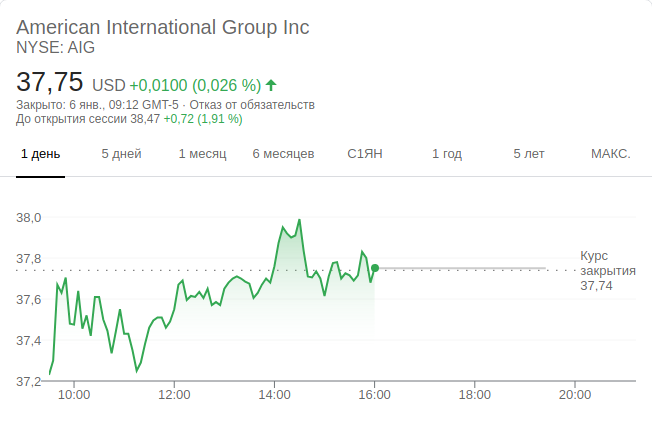 American International Group Inc
NYSE: AIG
37,75 USD +0,0100 (0,026 %)
Закрыто: 6 янв., 09:12 GMT-5 · Отказ от обязательств
До открытия сессии 38,47 +0,72 (1,91 %)
1 день 5 дней 1 месяц 6 месяцев С1ЯН 1 год 5 лет МАКС.
38,0
37,8
37,6
37,4
37,2
Курс
закрытия
37,74
10:00 12:00 14:00 16:00 18:00 20:00